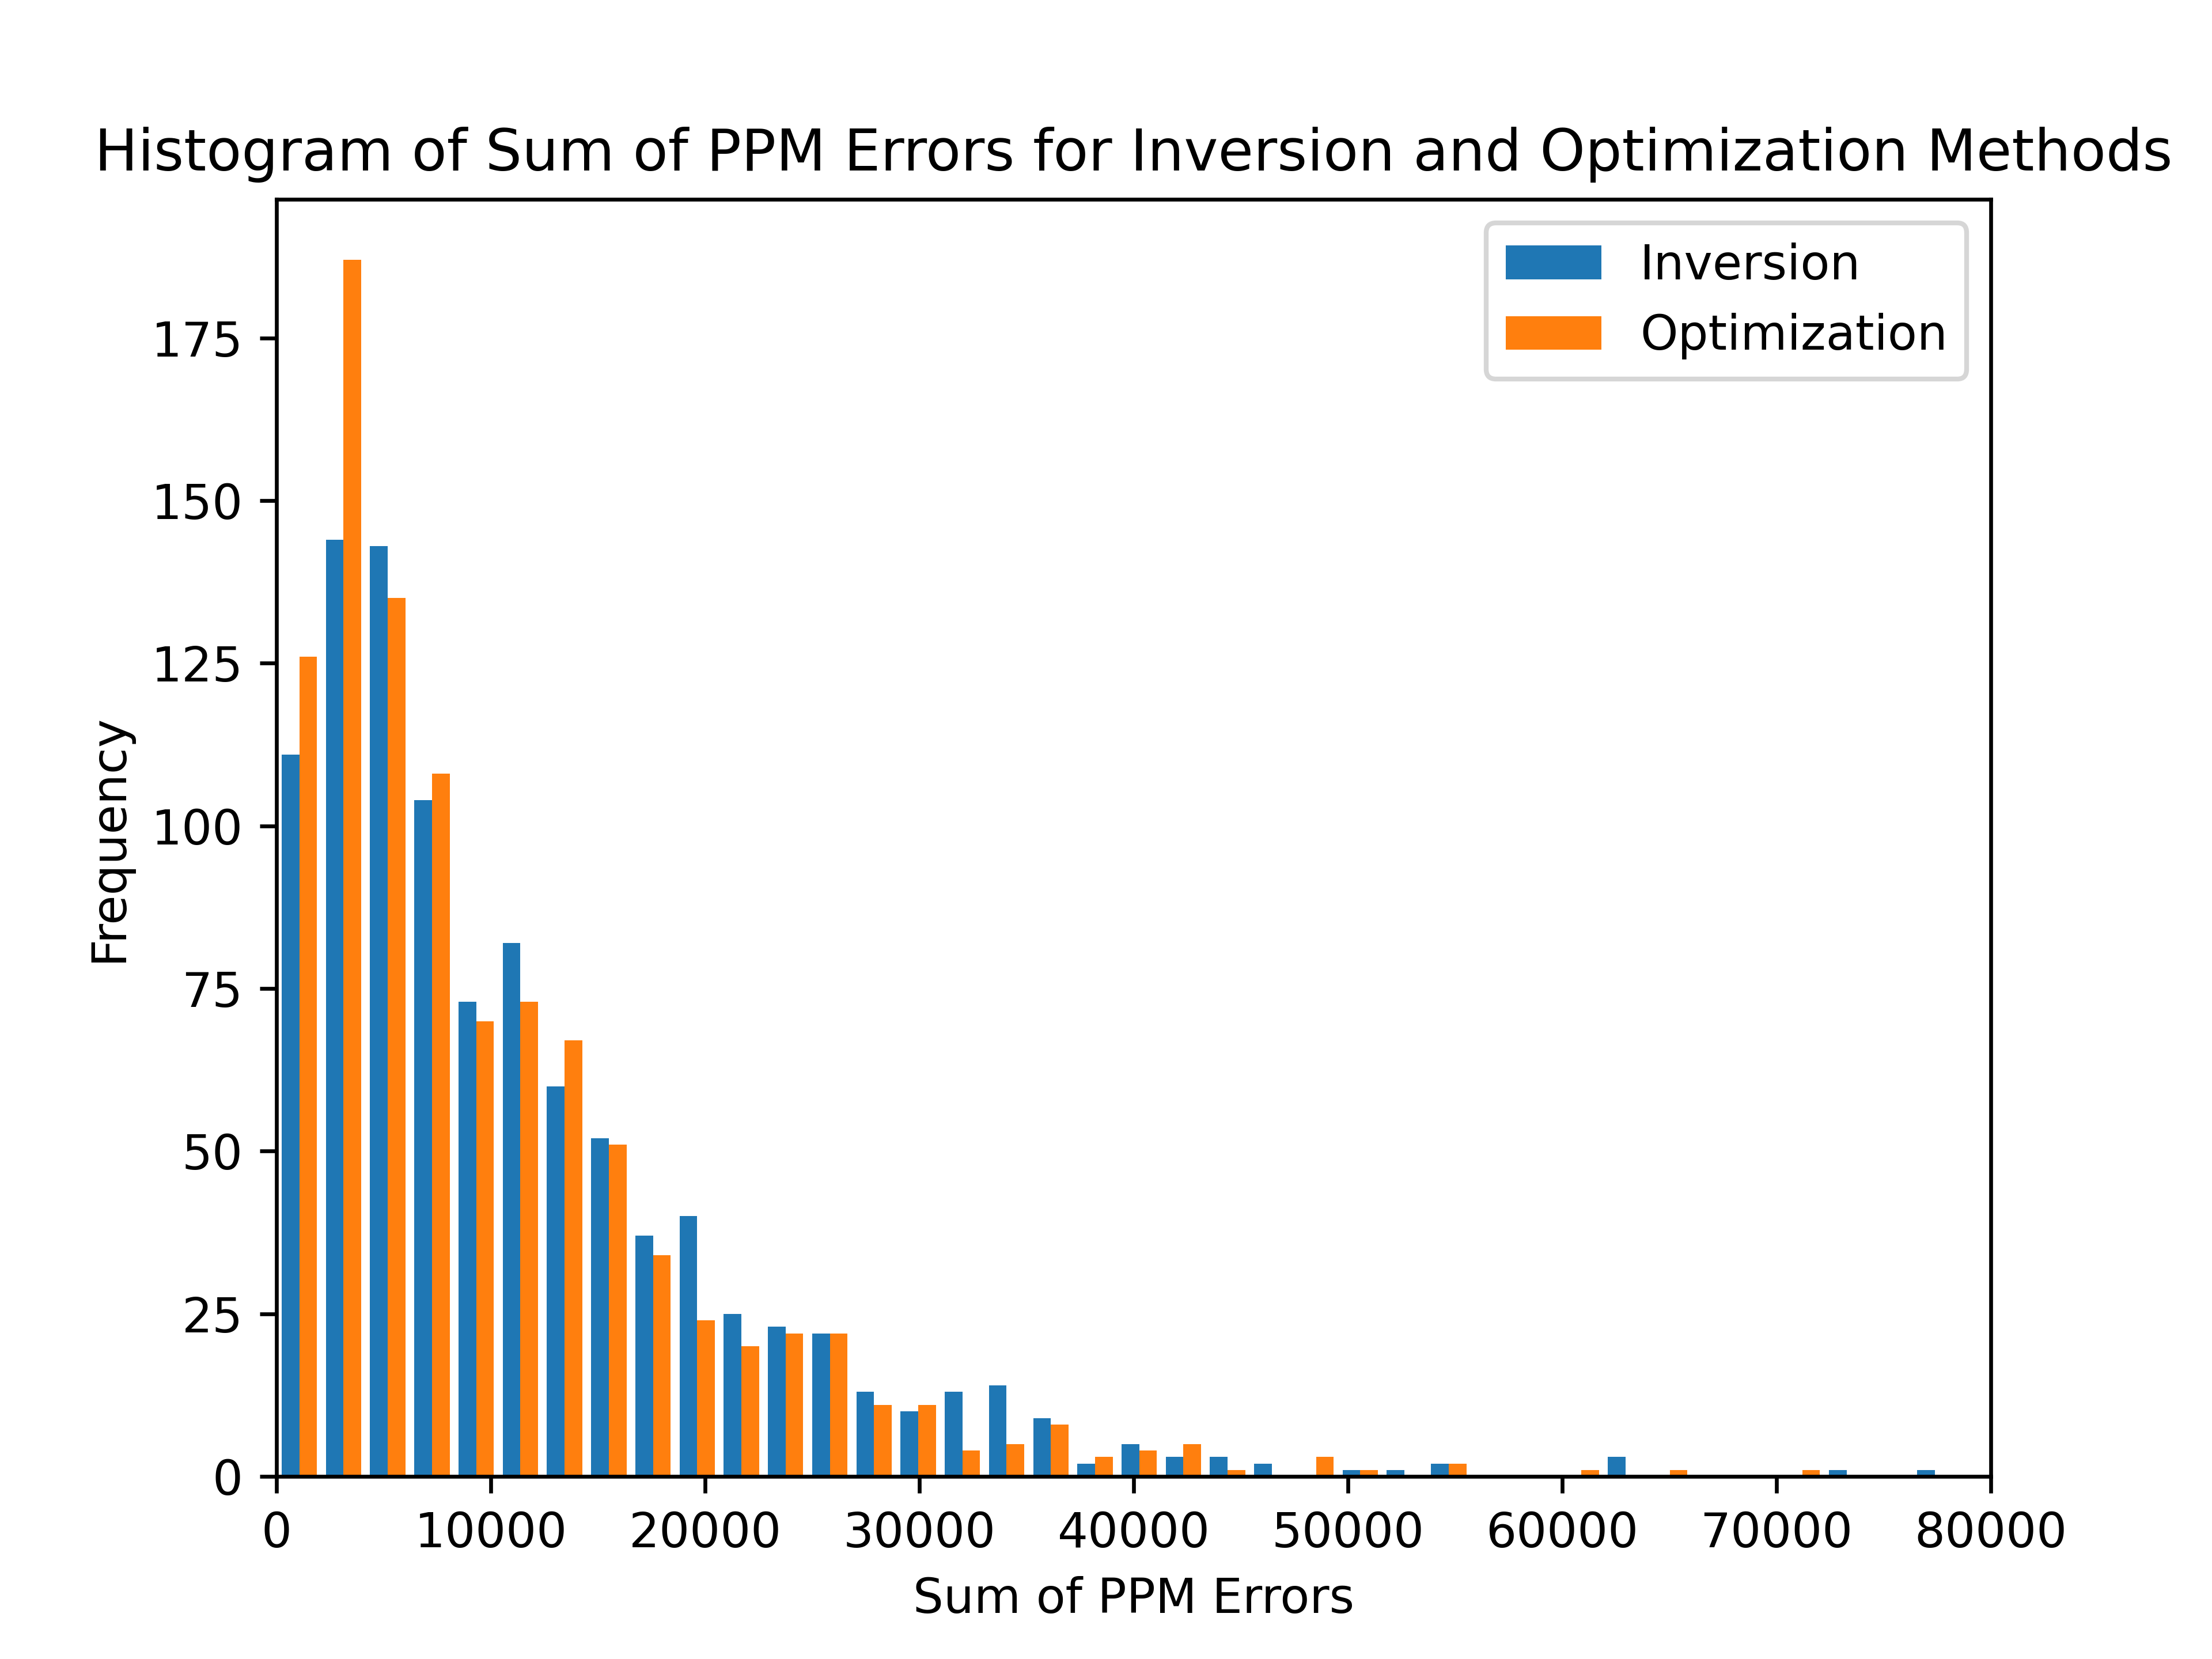 Histogram of Sum of PPM Errors for Inversion and Optimization Methods
Inversion
Optimization
175
150
125
100
75
50
25
0
Frequency
0 10000 20000 30000 40000 50000 60000 70000 80000
Sum of PPM Errors